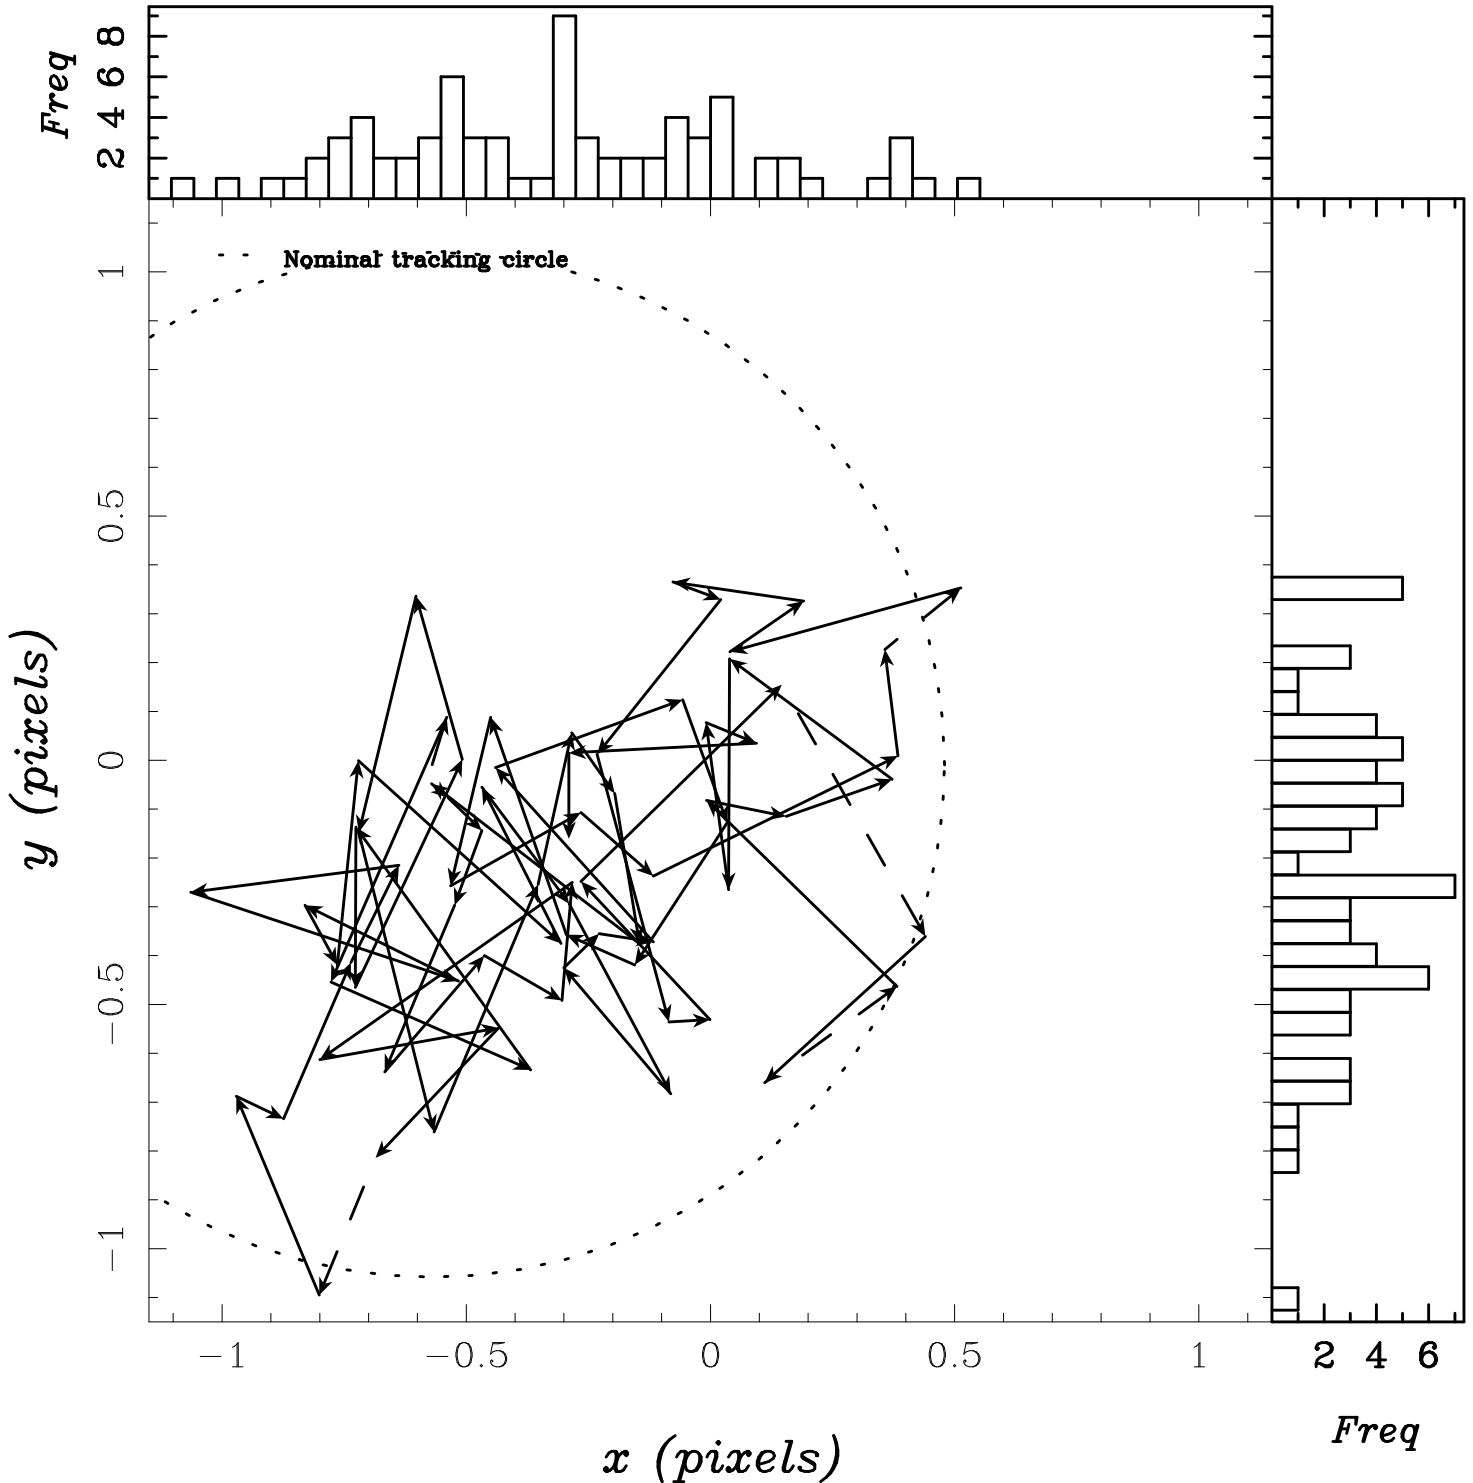 Freq
2 4 6 8
Nominal tracking circle
y (pixels)
1
0.5
0
−0.5
−1
−1 −0.5 0 0.5 1
2 4 6
Freq
x (pixels)